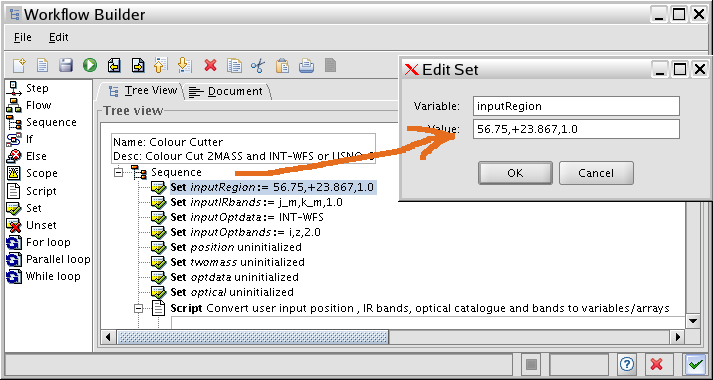 Workflow Builder
File Edit
Step
Flow
Sequence
If
Else
Scope
Script
Set
Unset
For loop
Parallel loop
While loop
Tree View Document
Tree view
Name: Colour Cutter
Desc: Colour Cut 2MASS and INT-WFS or USNO-
Sequence
Set inputRegion:= 56.75,+23.867,1.0
Set inputIRbands:= j_m,k_m,1.0
Set inputOptdata:= INT-WFS
Set inputOptbands:= i,z,2.0
Set position uninitialized
Set twomass uninitialized
Set optdata uninitialized
Set optical uninitialized
Script Convert user input position , IR bands, optical catalogue and bands to variables/arrays
Edit Set
Variable: inputRegion
Value: 56.75,+23.867,1.0
OK Cancel